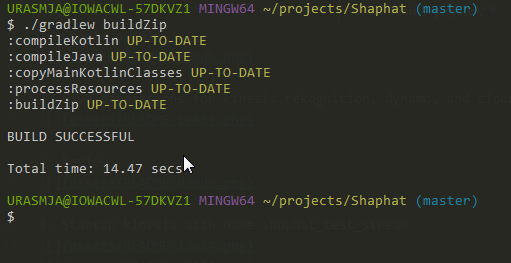 URASMJA@IOWACWL-57DKVZ1 MINGW64 ~/projects/Shaphat (master)
$ ./gradlew buildZip
:compileKotlin UP-TO-DATE
:compileJava UP-TO-DATE
:copyMainKotlinClasses UP-TO-DATE
:processResources UP-TO-DATE
:buildZip UP-TO-DATE
BUILD SUCCESSFUL
Total time: 14.47 secs
URASMJA@IOWACWL-57DKVZ1 MINGW64 ~/projects/Shaphat (master)
$